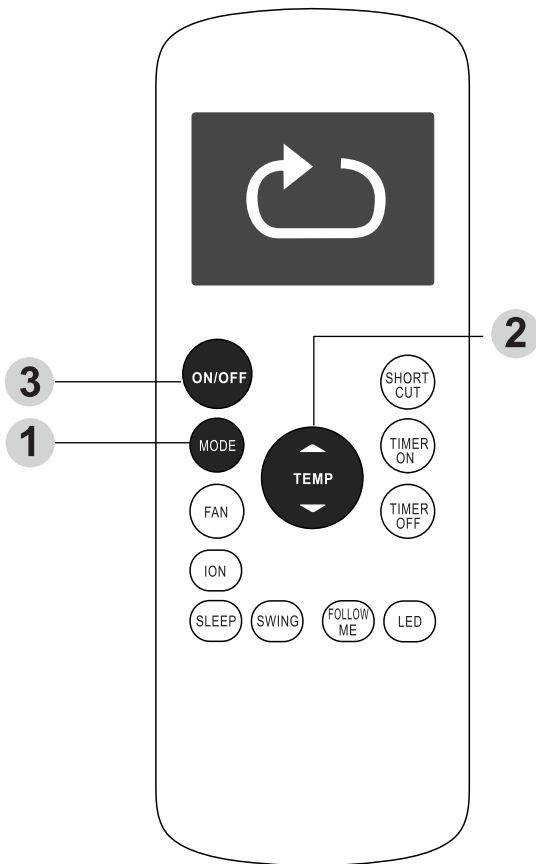 2
3
ON/OFF
SHORT
CUT
1
MODE
TEMP
TIMER
ON
FAN
TIMER
OFF
ION
SLEEP
SWING
FOLLOW
ME
LED